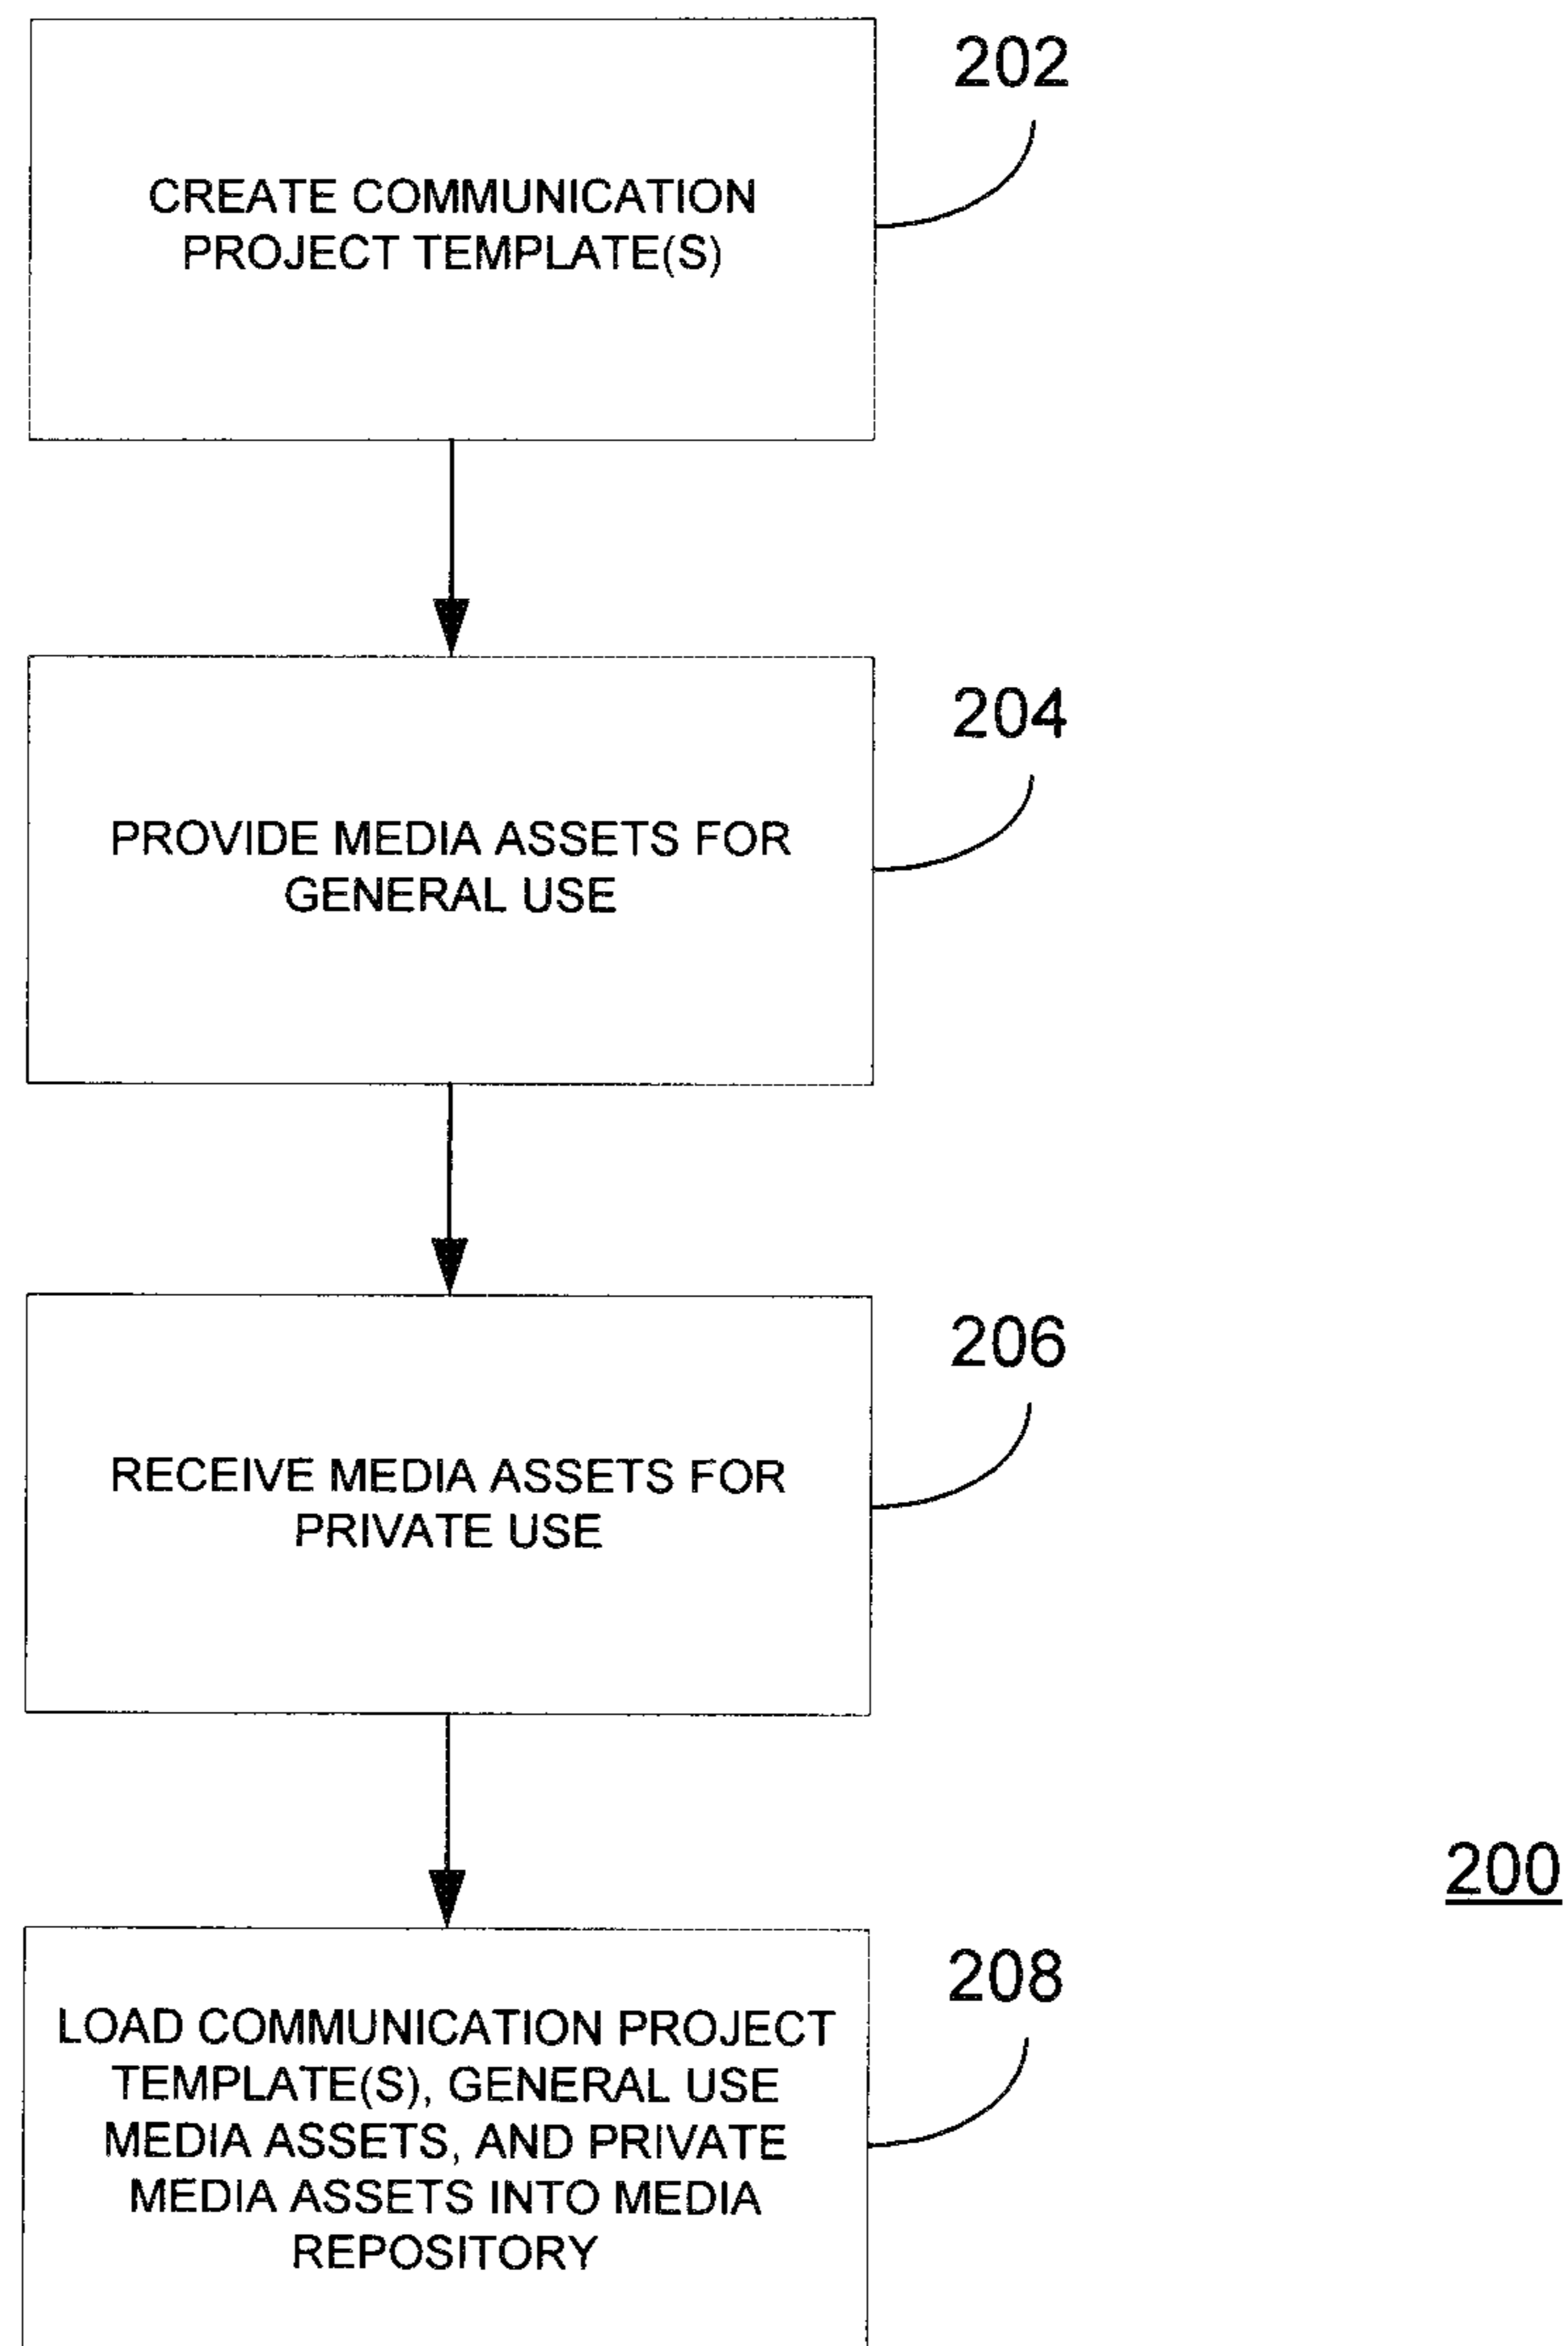 202
CREATE COMMUNICATION
PROJECT TEMPLATE(S)
204
PROVIDE MEDIA ASSETS FOR
GENERAL USE
206
RECEIVE MEDIA ASSETS FOR
PRIVATE USE
200
208
LOAD COMMUNICATION PROJECT
TEMPLATE(S), GENERAL USE
MEDIA ASSETS, AND PRIVATE
MEDIA ASSETS INTO MEDIA
REPOSITORY